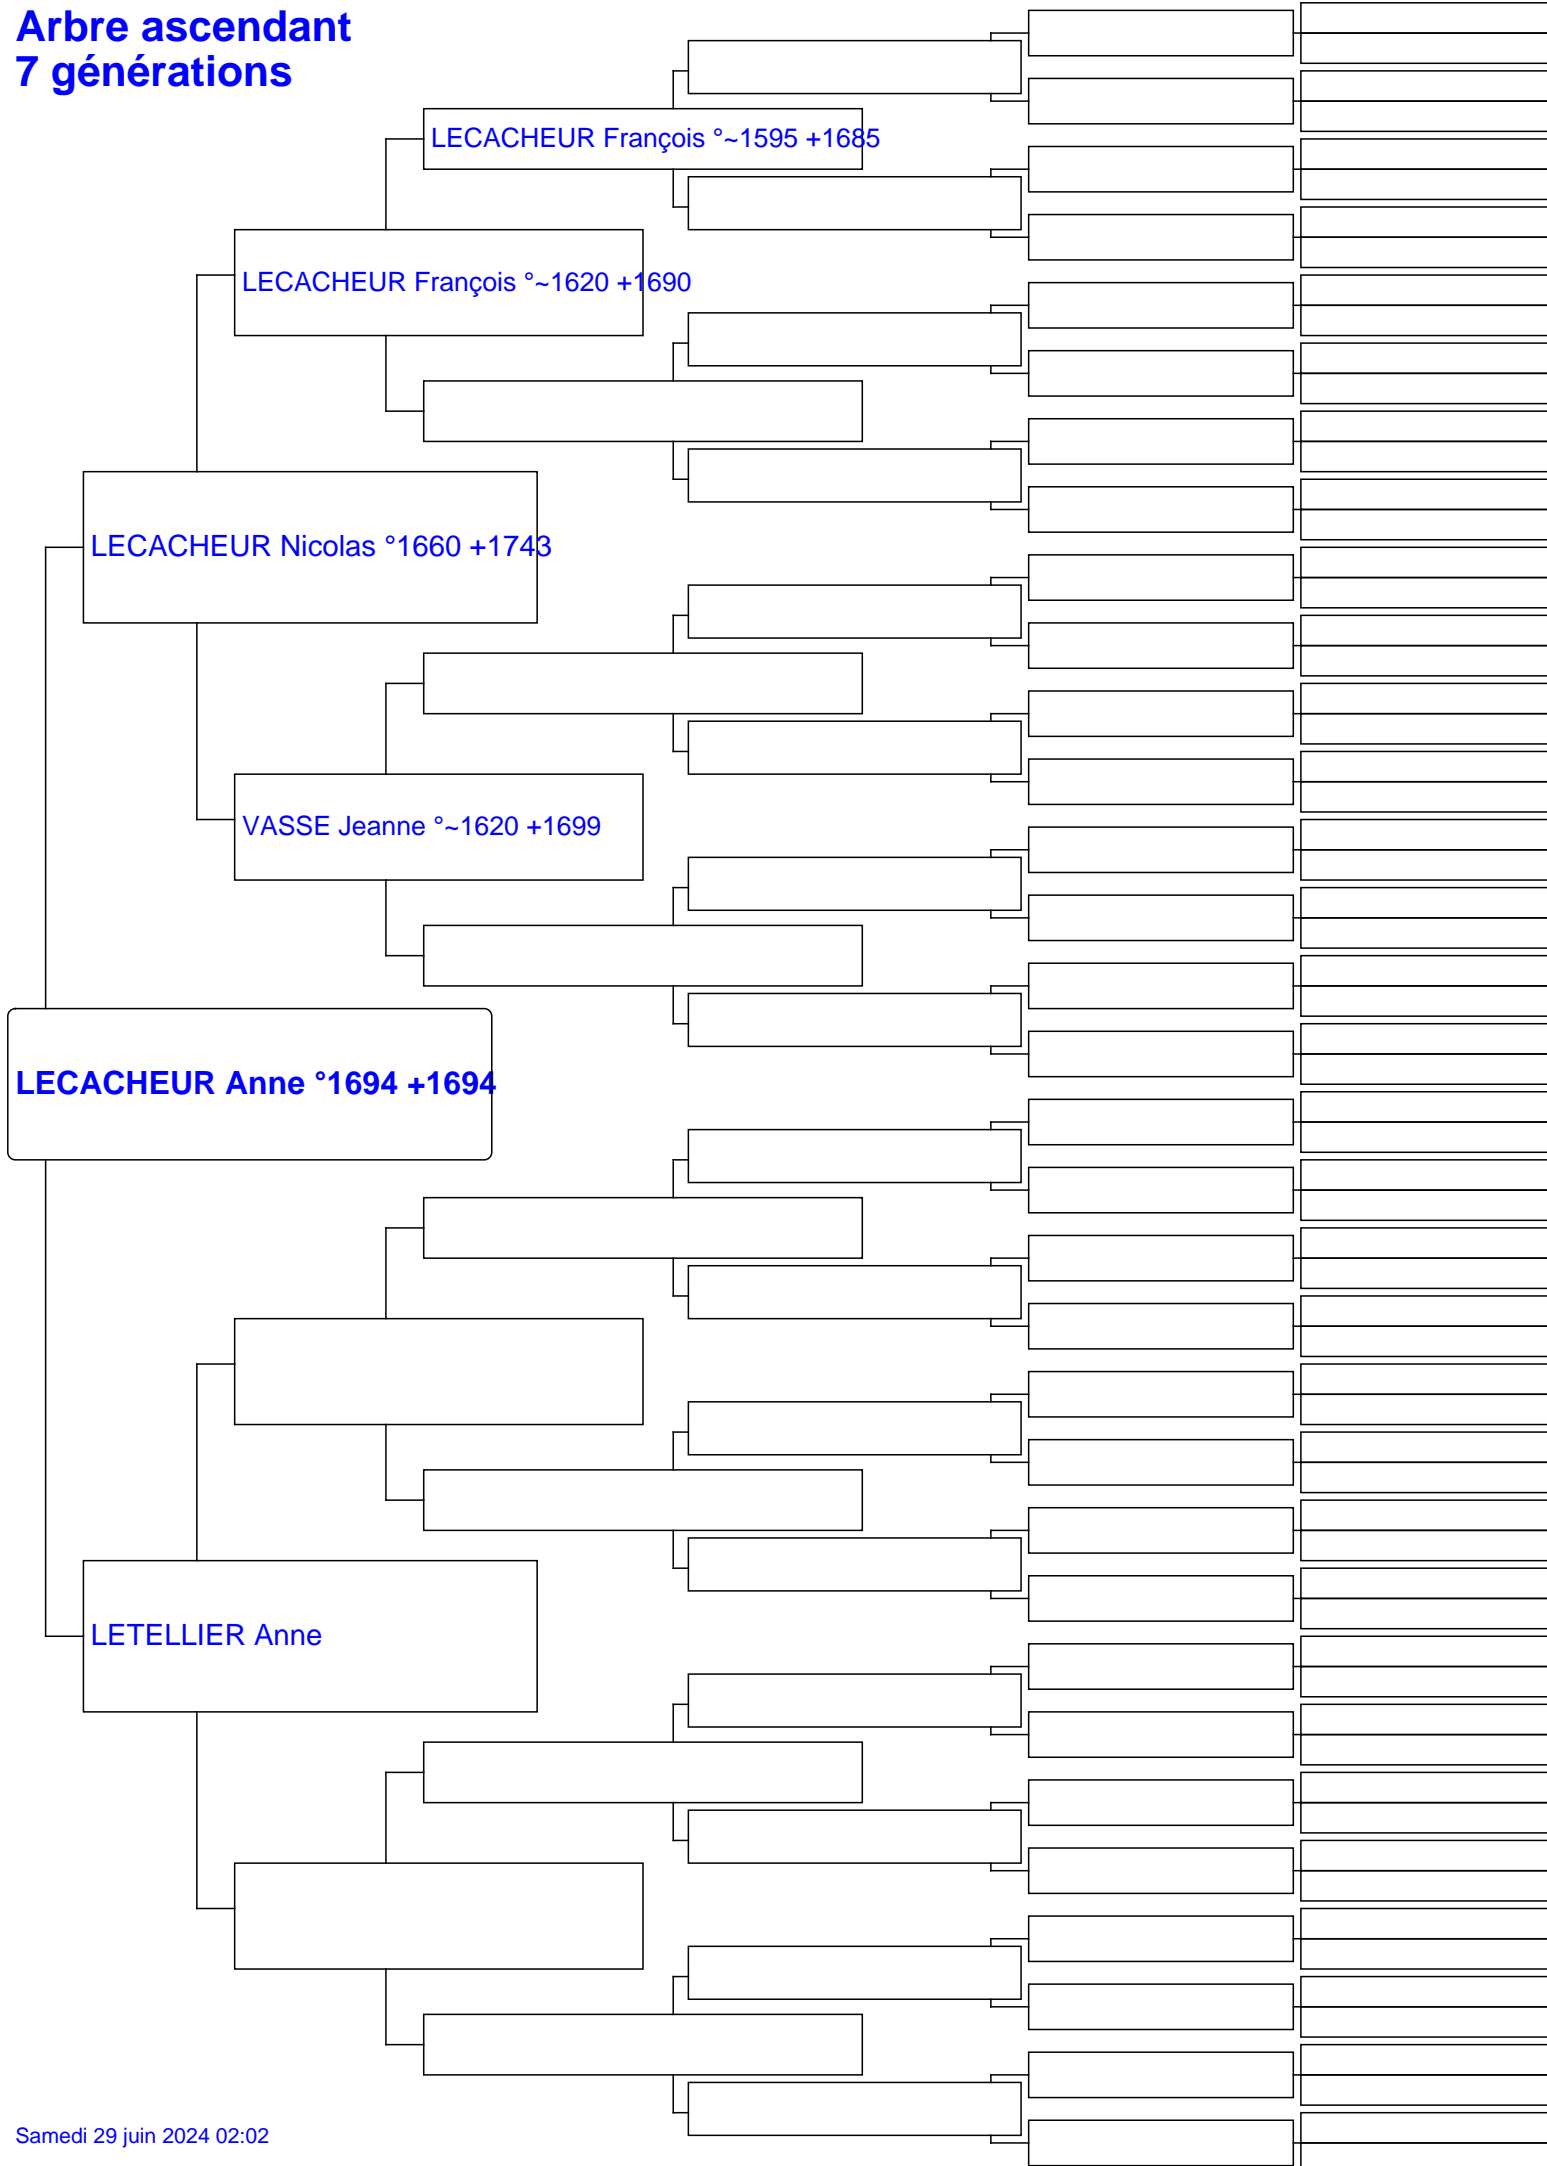 Arbre ascendant
7 générations
LECACHEUR François °~1595 +1685
LECACHEUR François °~1620 +1690
LECACHEUR Nicolas °1660 +1743
VASSE Jeanne °~1620 +1699
LECACHEUR Anne °1694 +1694
LETELLIER Anne
Samedi 29 juin 2024 02:02